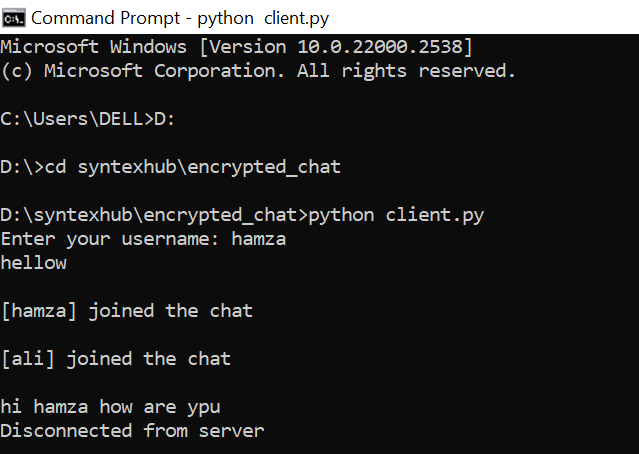 Command Prompt - python  client.py
Microsoft Windows [Version 10.0.22000.2538]
(c) Microsoft Corporation. All rights reserved.
C:\Users\DELL>D:
D:\>cd syntexhub\encrypted_chat
D:\syntexhub\encrypted_chat>python client.py
Enter your username: hamza
hellow
[hamza] joined the chat
[ali] joined the chat
hi hamza how are ypu
Disconnected from server